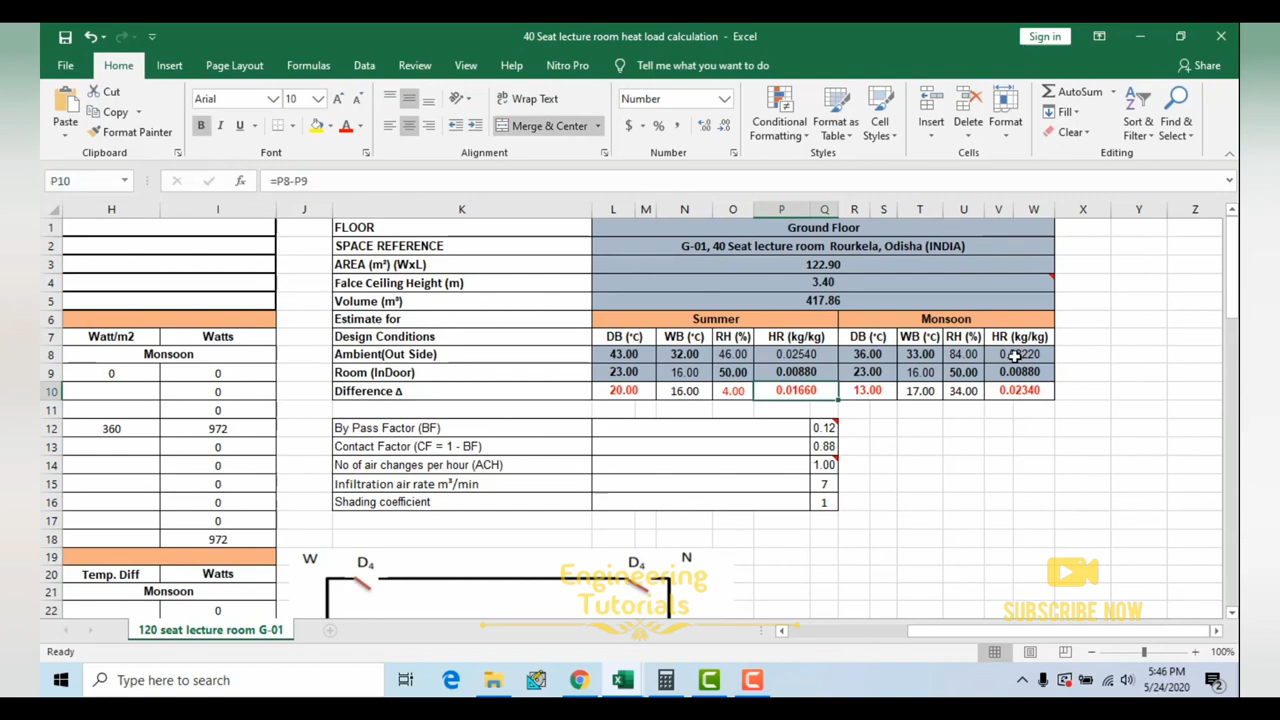 40 Seat lecture room heat load calculation - Excel
Sign in
File Home Insert Page Layout Formulas Data Review View Help Nitro Pro Tell me what you want to do Share
Paste
Cut
Copy
Format Painter
Clipboard
Arial 10
B I U
Font
Wrap Text
Merge & Center
Alignment
Number
$ % ,
Number
Conditional Formatting
Format as Table
Cell Styles
Styles
Insert Delete Format
Cells
AutoSum
Fill
Clear
Sort & Filter
Find & Select
Editing
P10 fx =P8-P9
H I J K L M N O P Q R S T U V W X Y Z
1 FLOOR Ground Floor
2 SPACE REFERENCE G-01, 40 Seat lecture room Rourkela, Odisha (INDIA)
3 AREA (m²) (WxL) 122.90
4 Falce Ceiling Height (m) 3.40
5 Volume (m³) 417.86
6 Estimate for Summer Monsoon
7 Watt/m2 Watts Design Conditions DB (°c) WB (°c) RH (%) HR (kg/kg) DB (°c) WB (°c) RH (%) HR (kg/kg)
8 Monsoon Ambient(Out Side) 43.00 32.00 46.00 0.02540 36.00 33.00 84.00
9 0 0 Room (InDoor) 23.00 16.00 50.00 0.00880 23.00 16.00 50.00 0.00880
10 0 Difference Δ 20.00 16.00 4.00 0.01660 13.00 17.00 34.00 0.02340
11 0
12 360 972 By Pass Factor (BF) 0.12
13 0 Contact Factor (CF = 1 - BF) 0.88
14 0 No of air changes per hour (ACH) 1.00
15 0 Infiltration air rate m³/min 7
16 0 Shading coefficient 1
17 0
18 972
19 W D4 D4 N
20 Temp. Diff Watts
21 Monsoon
22 0
Engineering
Tutorials
SUBSCRIBE NOW
120 seat lecture room G-01
Ready
100%
Type here to search
5:46 PM
5/24/2020
2